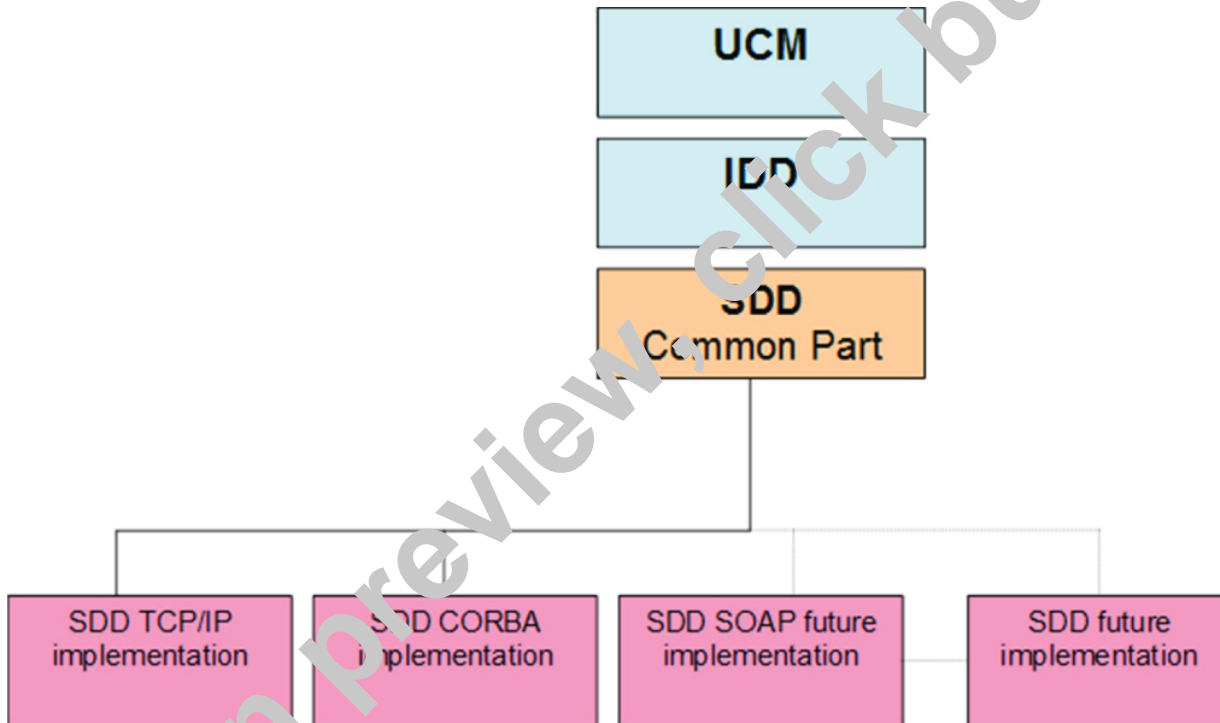 UCM
IDD
SDD
Common Part
SDD TCP/IP
implementation
SDD CORBA
implementation
SDD SOAP future
implementation
SDD future
implementation
preview, click